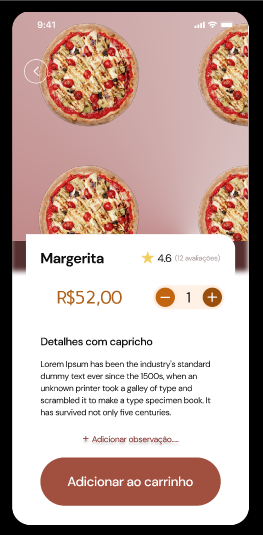 9:41
Margerita
4.6 (12 avaliações)
R$52,00
1
Detalhes com capricho
Lorem Ipsum has been the industry's standard
dummy text ever since the 1500s, when an
unknown printer took a galley of type and
scrambled it to make a type specimen book. It
has survived not only five centuries.
+ Adicionar observação....
Adicionar ao carrinho